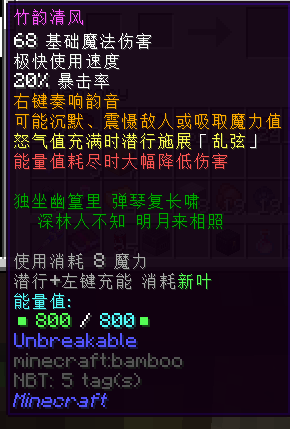 竹韵清风
68 基础魔法伤害
极快使用速度
20% 暴击率
右键奏响韵音
可能沉默、震慑敌人或吸取魔力值
怒气值充满时潜行施展「乱弦」
能量值耗尽时大幅降低伤害
独坐幽篁里 弹琴复长啸
深林人不知 明月来相照
使用消耗 8 魔力
潜行+左键充能 消耗新叶
能量值:
800 / 800
Unbreakable
minecraft:bamboo
NBT: 5 tag(s)
Minecraft